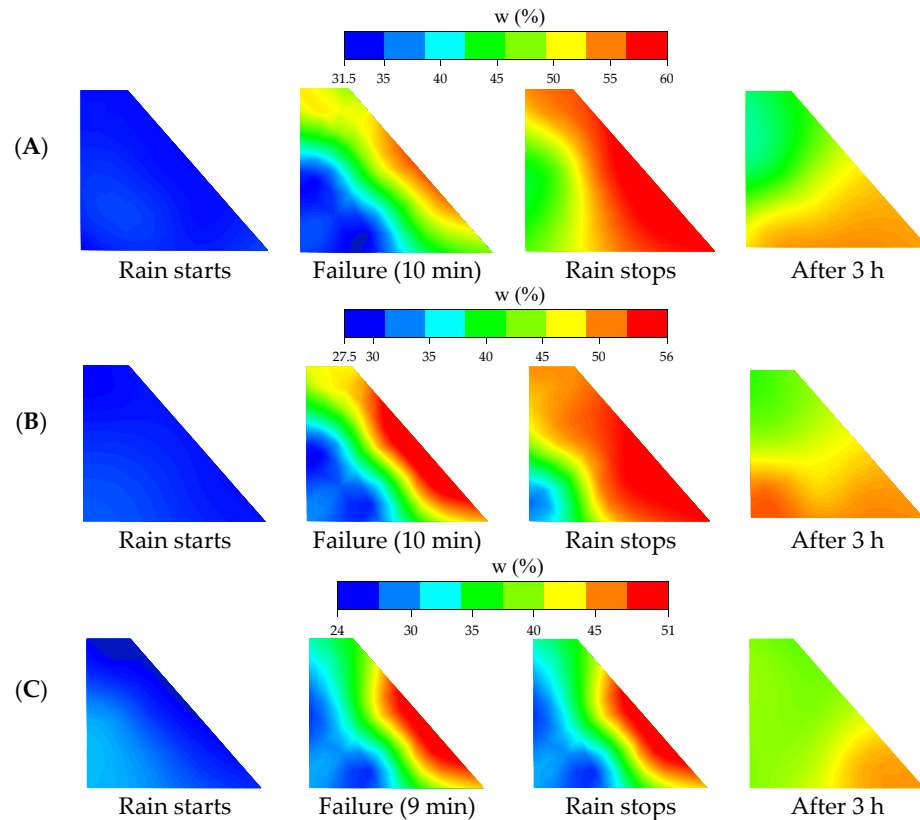 w (%)
31.5 35 40 45 50 55 60
(A)
Rain starts Failure (10 min) Rain stops After 3 h
w (%)
27.5 30 35 40 45 50 56
(B)
Rain starts Failure (10 min) Rain stops After 3 h
w (%)
24 30 35 40 45 51
(C)
Rain starts Failure (9 min) Rain stops After 3 h